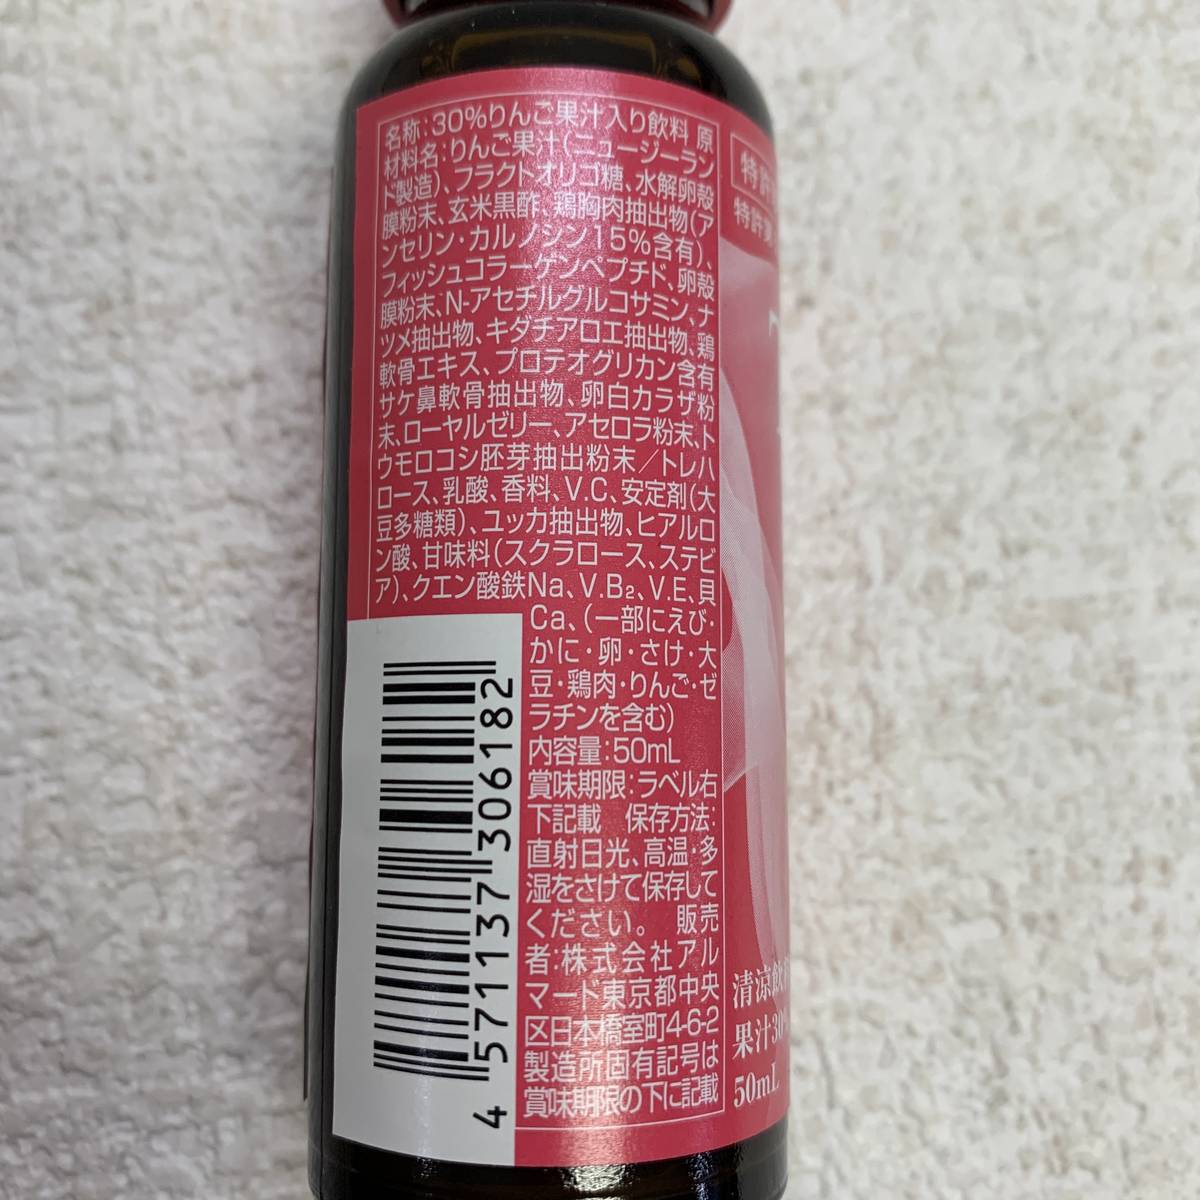 名称:30%りんご果汁入り飲料 原
材料名:りんご果汁(ニュージーラン
ド製造)、フラクトオリゴ糖、水解卵殻
膜粉末、玄米黒酢、鶏胸肉抽出物(ア
ンセリン・カルノシン15%含有)、
フィッシュコラーゲンペプチド、卵殻
膜粉末、N-アセチルグルコサミン、ナ
ツメ抽出物、キダチアロエ抽出物、鶏
軟骨エキス、プロテオグリカン含有
サケ鼻軟骨抽出物、卵白カラザ粉
末、ローヤルゼリー、アセロラ粉末、ト
ウモロコシ胚芽抽出粉末／トレハ
ロース、乳酸、香料、V.C、安定剤(大
豆多糖類)、ユッカ抽出物、ヒアルロ
ン酸、甘味料(スクラロース、ステビ
ア)、クエン酸鉄Na、V.B₂、V.E、貝
Ca、(一部にえび・
かに・卵・さけ・大
豆・鶏肉・りんご・ゼ
ラチンを含む)
内容量:50mL
賞味期限:ラベル右
下記載 保存方法:
直射日光、高温・多
湿をさけて保存して
ください。 販売
者:株式会社アル
マード東京都中央
区日本橋室町4-6-2
製造所固有記号は
賞味期限の下に記載
4 571137 306182
特許
特許
清涼飲
果汁30%
50mL